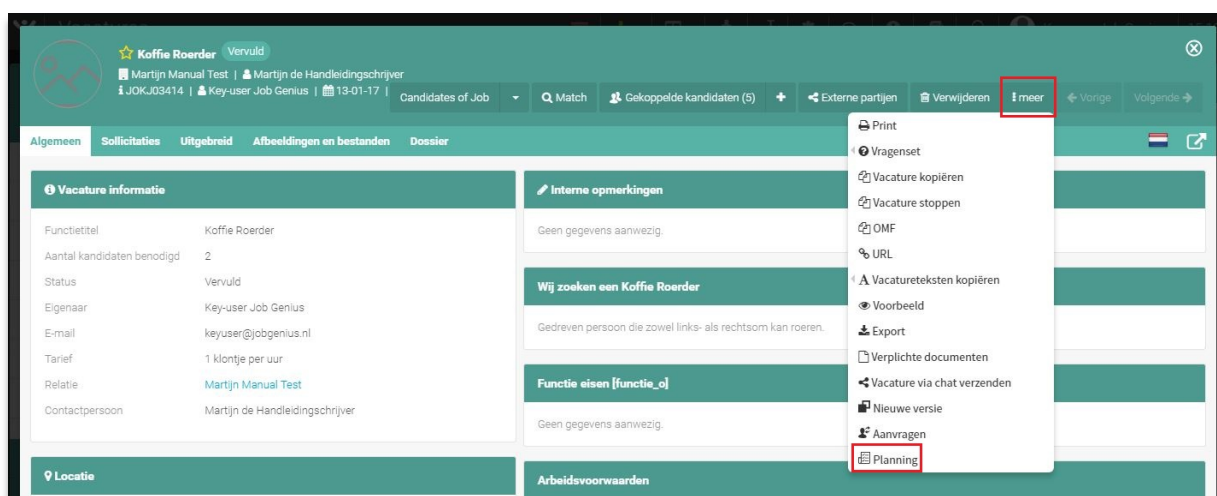 Koffie Roerder Vervuld
Martijn Manual Test | Martijn de Handleidingschrijver
JOKJ03414 | Key-user Job Genius | 13-01-17 |
Candidates of Job Match Gekoppelde kandidaten (5) + Externe partijen Verwijderen meer Vorige Volgende
Algemeen Sollicitaties Uitgebreid Afbeeldingen en bestanden Dossier
Vacature informatie
Functietitel Koffie Roerder
Aantal kandidaten benodigd 2
Status Vervuld
Eigenaar Key-user Job Genius
E-mail keyuser@jobgenius.nl
Tarief 1 klontje per uur
Relatie Martijn Manual Test
Contactpersoon Martijn de Handleidingschrijver
Locatie
Interne opmerkingen
Geen gegevens aanwezig.
Wij zoeken een Koffie Roerder
Gedreven persoon die zowel links- als rechtsom kan roeren.
Functie eisen [functie_o]
Geen gegevens aanwezig.
Arbeidsvoorwaarden
Print
Vragenset
Vacature kopiëren
Vacature stoppen
OMF
URL
Vacatureteksten kopiëren
Voorbeeld
Export
Verplichte documenten
Vacature via chat verzenden
Nieuwe versie
Aanvragen
Planning